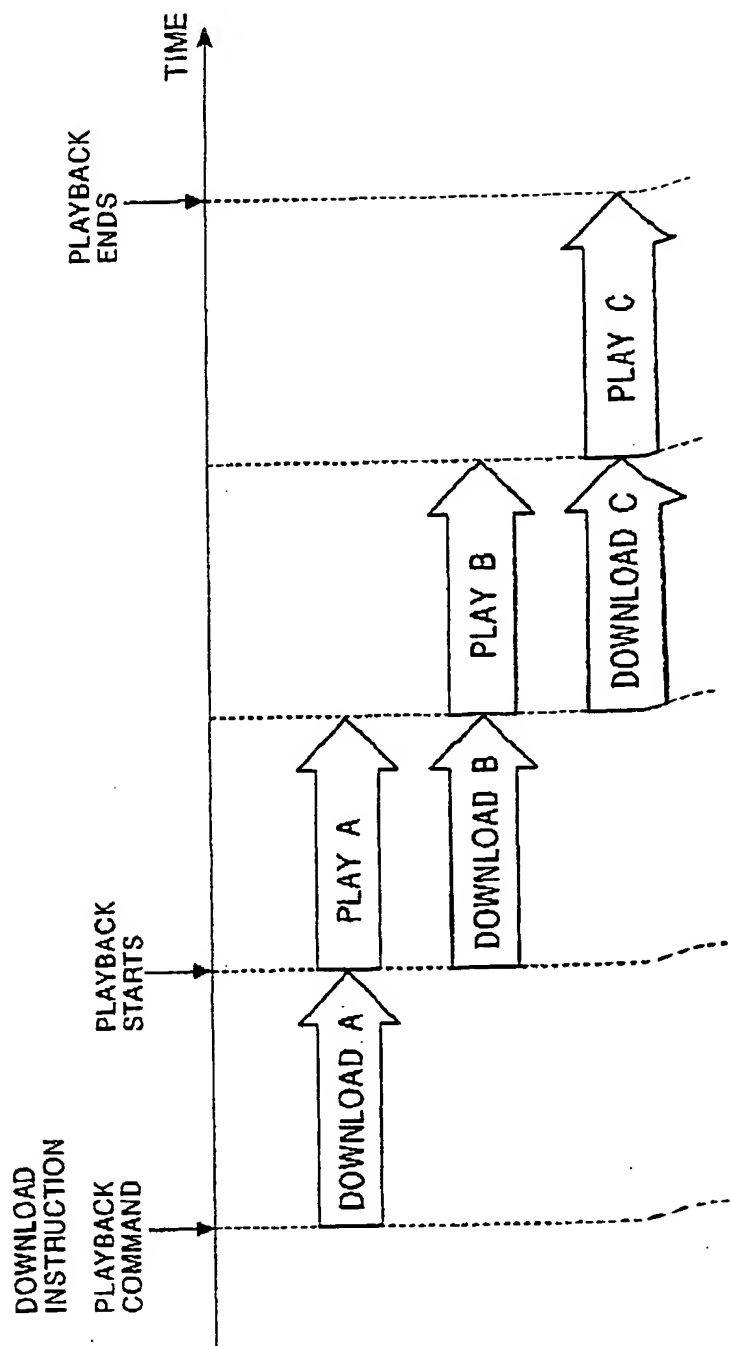 DOWNLOAD
INSTRUCTION
PLAYBACK
COMMAND
PLAYBACK
STARTS
PLAYBACK
ENDS
TIME
DOWNLOAD A
PLAY A
DOWNLOAD B
PLAY B
DOWNLOAD C
PLAY C